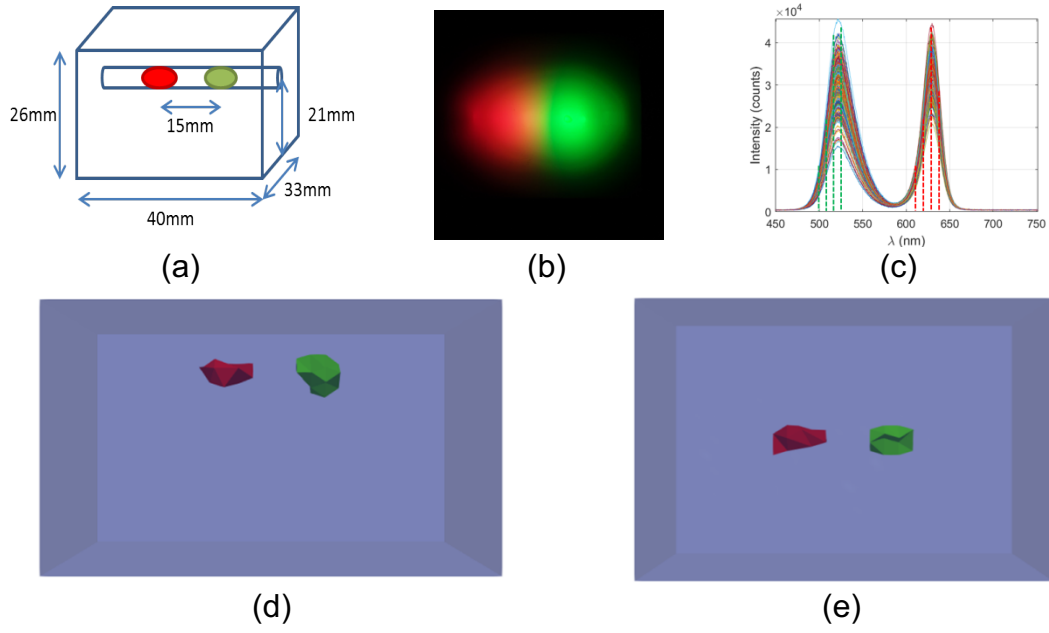 26mm
15mm
21mm
33mm
40mm
(a)
(b)
×10⁴
Intensity (counts)
4
3
2
1
0
450 500 550 600 650 700 750
λ (nm)
(c)
(d)
(e)